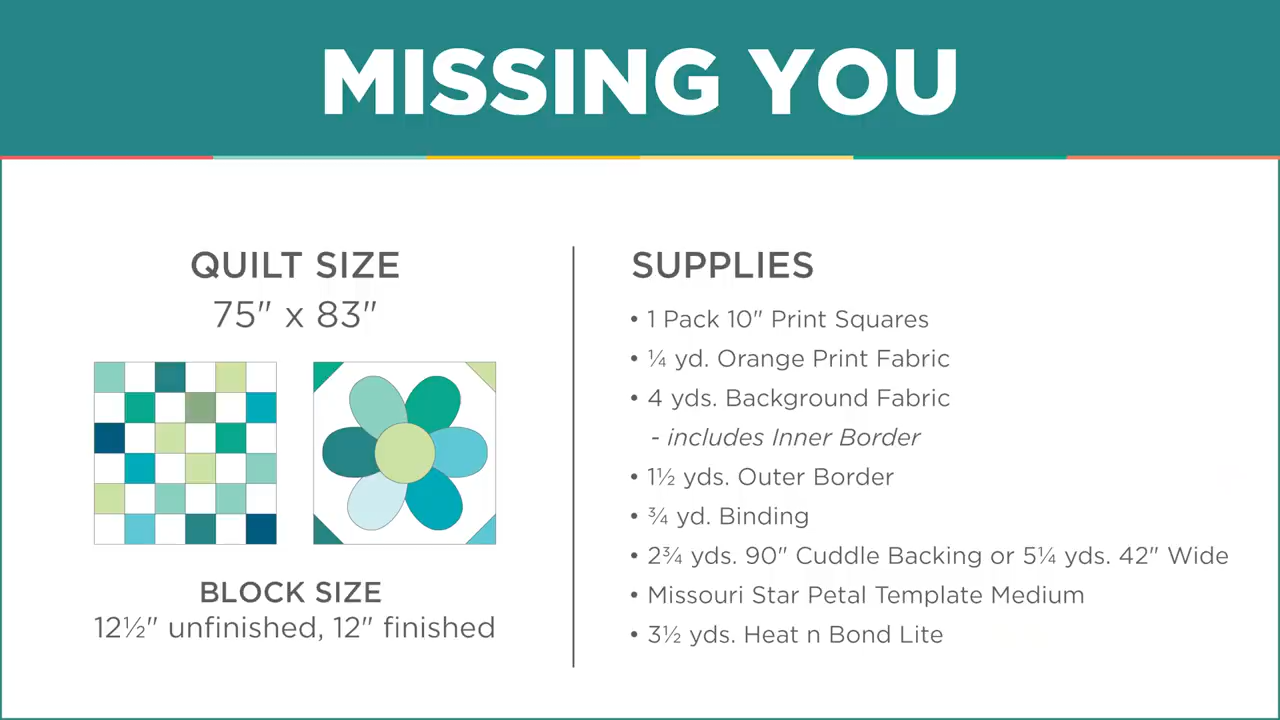 MISSING YOU
QUILT SIZE
75" x 83"
BLOCK SIZE
12½" unfinished, 12" finished
SUPPLIES
• 1 Pack 10" Print Squares
• ¼ yd. Orange Print Fabric
• 4 yds. Background Fabric
- includes Inner Border
• 1½ yds. Outer Border
• ¾ yd. Binding
• 2¾ yds. 90" Cuddle Backing or 5¼ yds. 42" Wide
• Missouri Star Petal Template Medium
• 3½ yds. Heat n Bond Lite